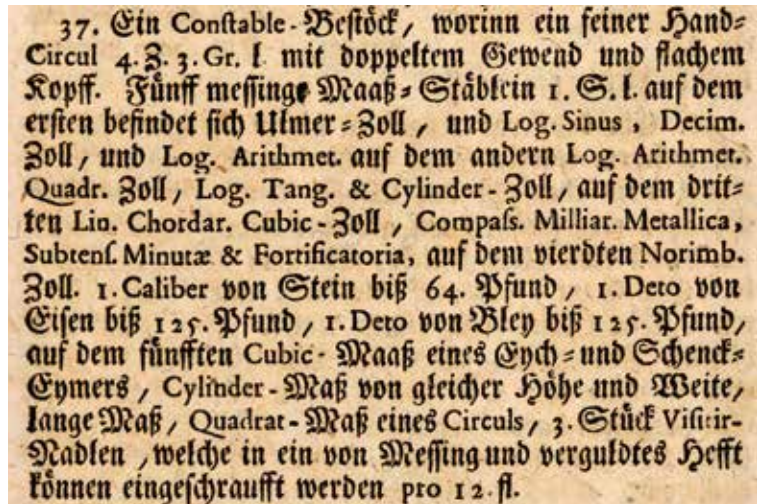 37. Ein Constable-Bestöck, worinn ein feiner Hand-
Circul 4. Z. 3. Gr. l. mit doppeltem Gewend und flachem
Kopff. Fünff messinge Maaß-Stäblein 1. S. l. auf dem
ersten befindet sich Ulmer-Zoll, und Log. Sinus, Decim.
Zoll, und Log. Arithmet. auf dem andern Log. Arithmet.
Quadr. Zoll, Log. Tang. & Cylinder-Zoll, auf dem drit-
ten Lin. Chordar. Cubic-Zoll, Compass. Milliar. Metallica,
Subtens. Minutæ & Fortificatoria, auf dem vierdten Norimb.
Zoll. 1. Caliber von Stein biß 64. Pfund, 1. Deto von
Eisen biß 125. Pfund, 1. Deto von Bley biß 125. Pfund,
auf dem fünfften Cubic-Maaß eines Eych- und Schenck-
Eymers, Cylinder-Maß von gleicher Höhe und Weite,
lange Maß, Quadrat-Maß eines Circuls, 3. Stück Visitir-
Nadlen, welche in ein von Messing und verguldtes Hefft
können eingeschraufft werden pro 12. fl.